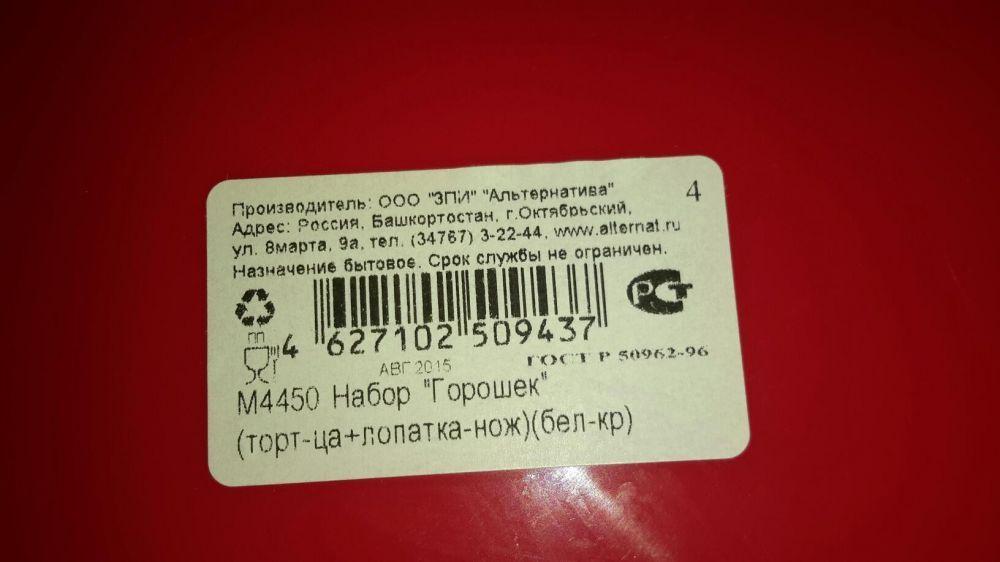 Производитель: ООО "ЗПИ" "Альтернатива"
4
Адрес: Россия, Башкортостан, г.Октябрьский,
ул. 8марта, 9а, тел. (34767) 3-22-44, www.alternat.ru
Назначение бытовое. Срок службы не ограничен.
РСТ
ПП
4 627102 509437
АВГ 2015
ГОСТ Р 50962-96
М4450 Набор "Горошек"
(торт-ца+лопатка-нож)(бел-кр)